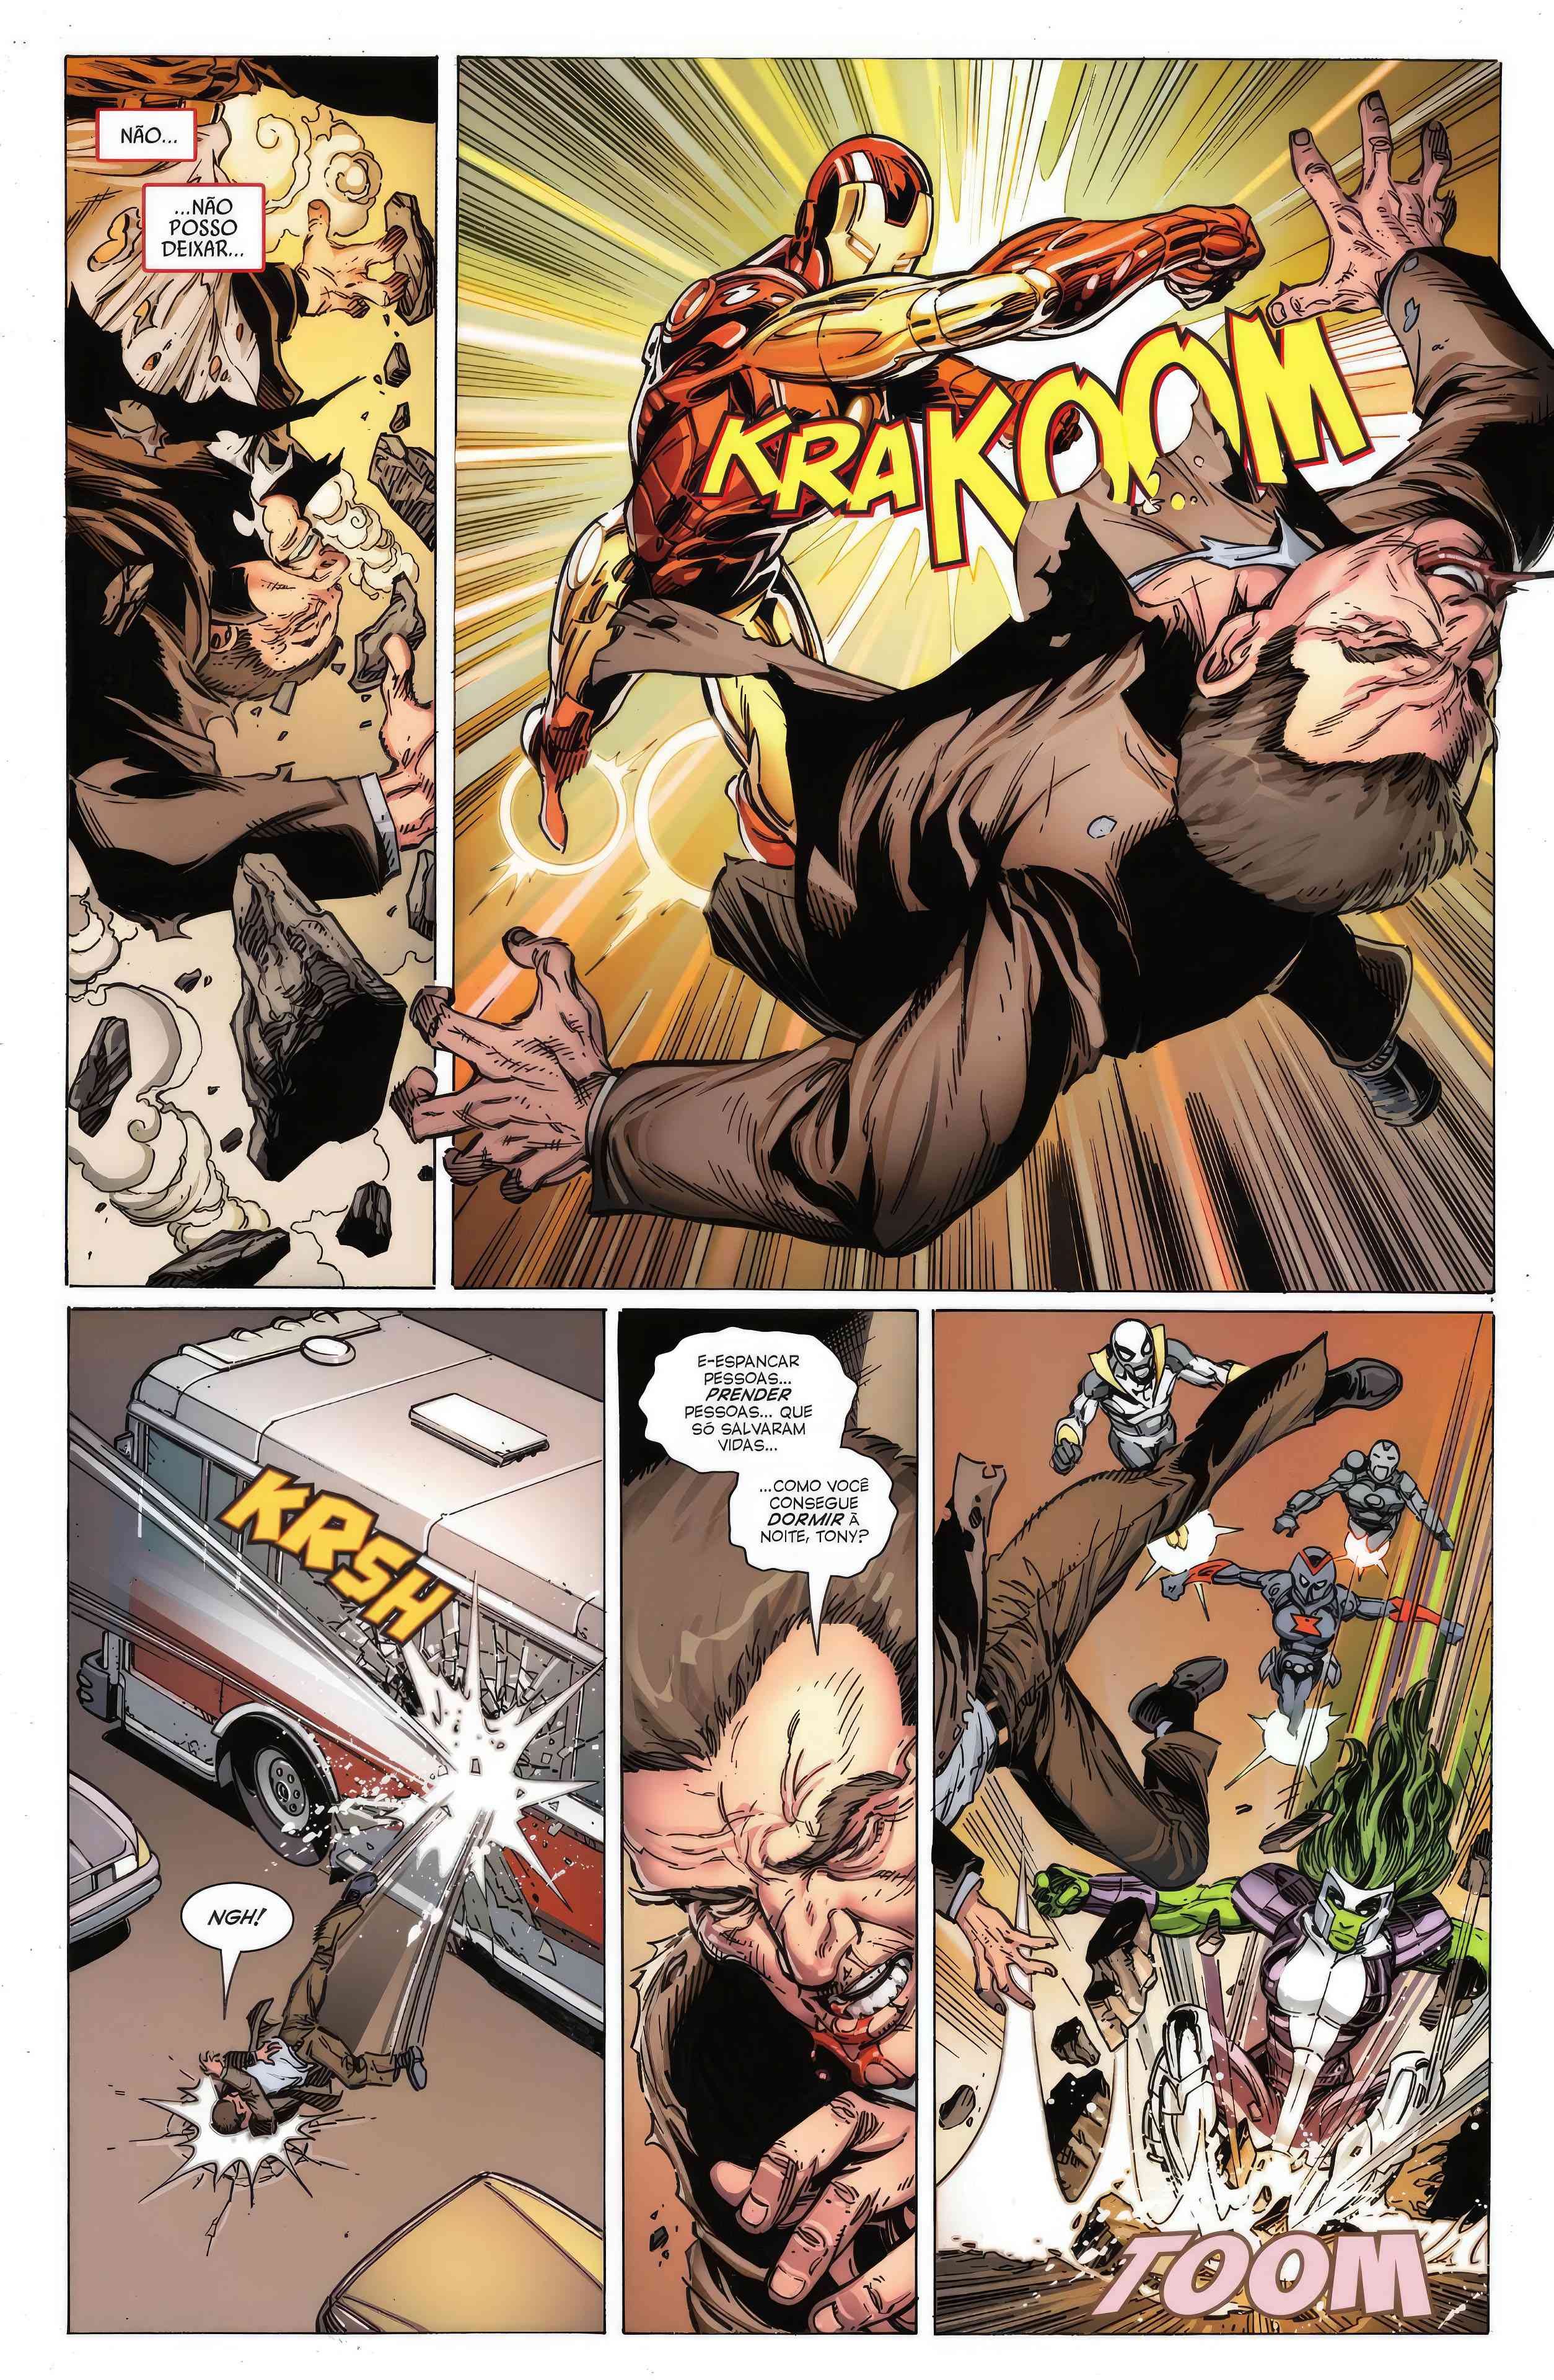 NÃO...
...NÃO
POSSO
DEIXAR...
KRAKOOM
KRSH
NGH!
E-ESPANCAR
PESSOAS...
PRENDER
PESSOAS... QUE
SÓ SALVARAM
VIDAS...
...COMO VOCÊ
CONSEGUE
DORMIR À
NOITE, TONY?
TOOM